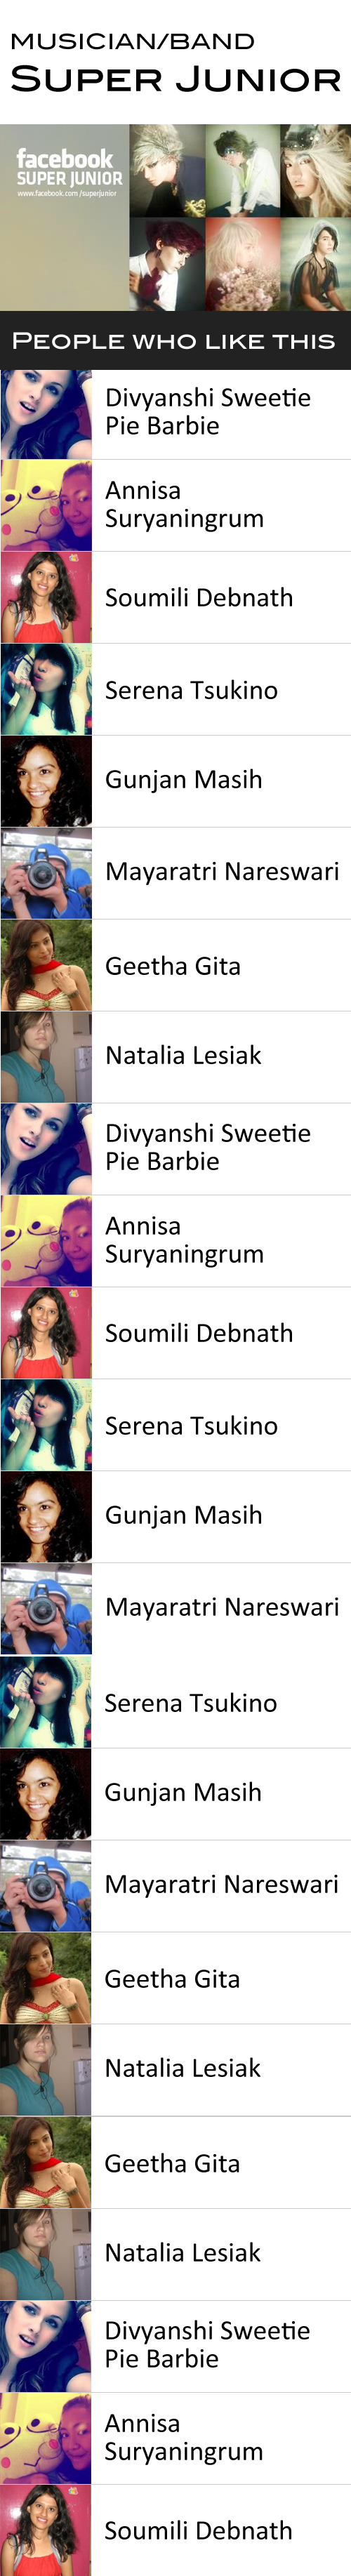 MUSICIAN/BAND
SUPER JUNIOR
facebook
SUPER JUNIOR
www.facebook.com/superjunior
PEOPLE WHO LIKE THIS
Divyanshi Sweetie
Pie Barbie
Annisa
Suryaningrum
Soumili Debnath
Serena Tsukino
Gunjan Masih
Mayaratri Nareswari
Geetha Gita
Natalia Lesiak
Divyanshi Sweetie
Pie Barbie
Annisa
Suryaningrum
Soumili Debnath
Serena Tsukino
Gunjan Masih
Mayaratri Nareswari
Serena Tsukino
Gunjan Masih
Mayaratri Nareswari
Geetha Gita
Natalia Lesiak
Geetha Gita
Natalia Lesiak
Divyanshi Sweetie
Pie Barbie
Annisa
Suryaningrum
Soumili Debnath